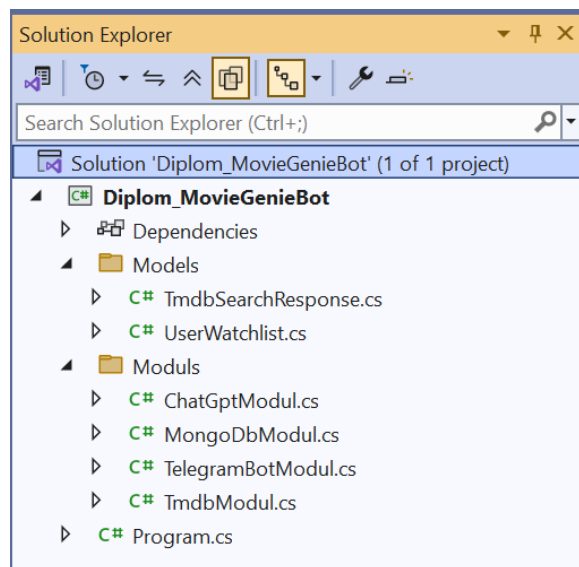 Solution Explorer
Search Solution Explorer (Ctrl+;)
Solution 'Diplom_MovieGenieBot' (1 of 1 project)
C# Diplom_MovieGenieBot
Dependencies
Models
C# TmdbSearchResponse.cs
C# UserWatchlist.cs
Moduls
C# ChatGptModul.cs
C# MongoDbModul.cs
C# TelegramBotModul.cs
C# TmdbModul.cs
C# Program.cs